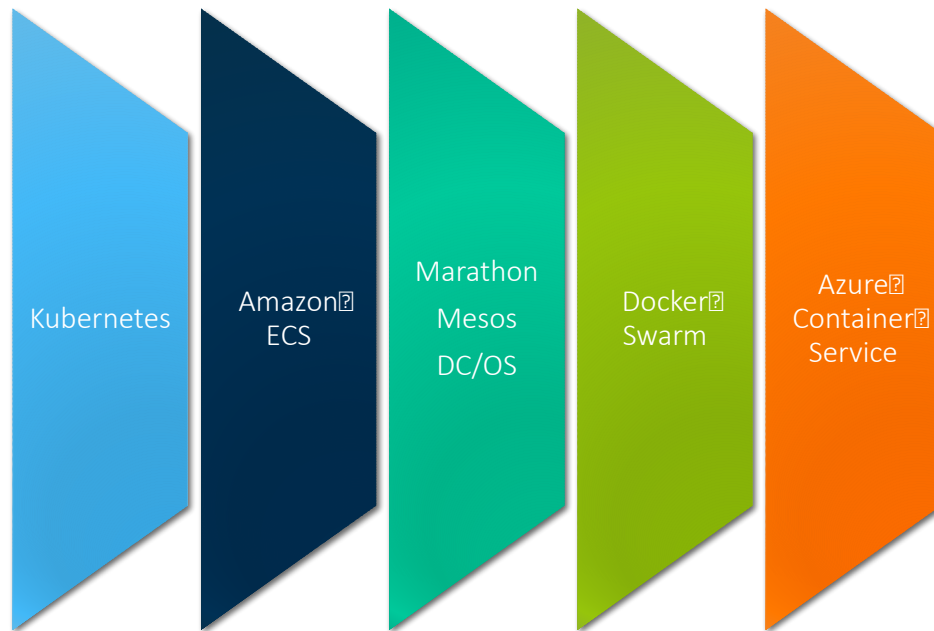 Kubernetes
Amazon
ECS
Marathon
Mesos
DC/OS
Docker
Swarm
Azure
Container
Service